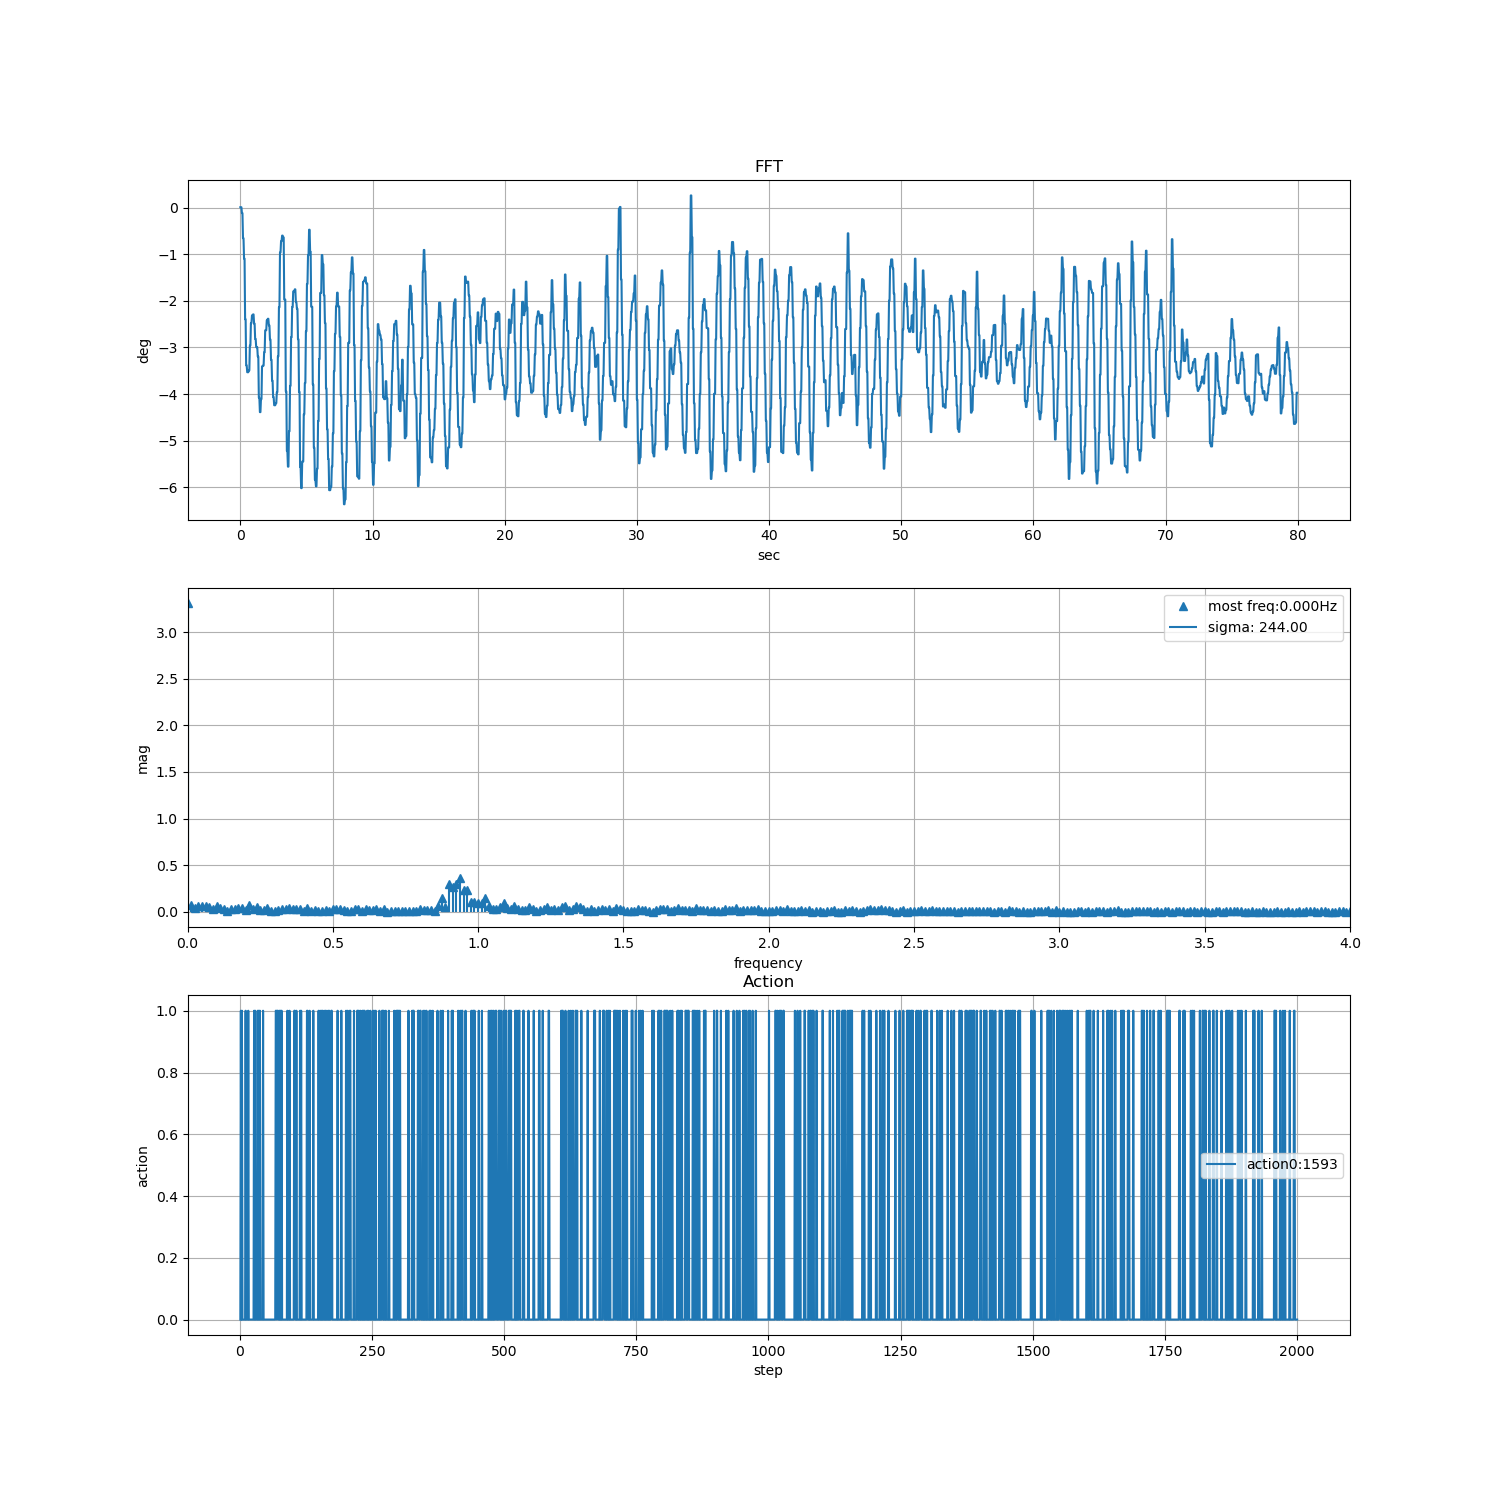 FFT
0
−1
−2
−3
−4
−5
−6
deg
0 10 20 30 40 50 60 70 80
sec
most freq:0.000Hz
sigma: 244.00
3.0
2.5
2.0
1.5
1.0
0.5
0.0
mag
0.0 0.5 1.0 1.5 2.0 2.5 3.0 3.5 4.0
frequency
Action
1.0
0.8
0.6
0.4
0.2
0.0
action
action0:1593
0 250 500 750 1000 1250 1500 1750 2000
step